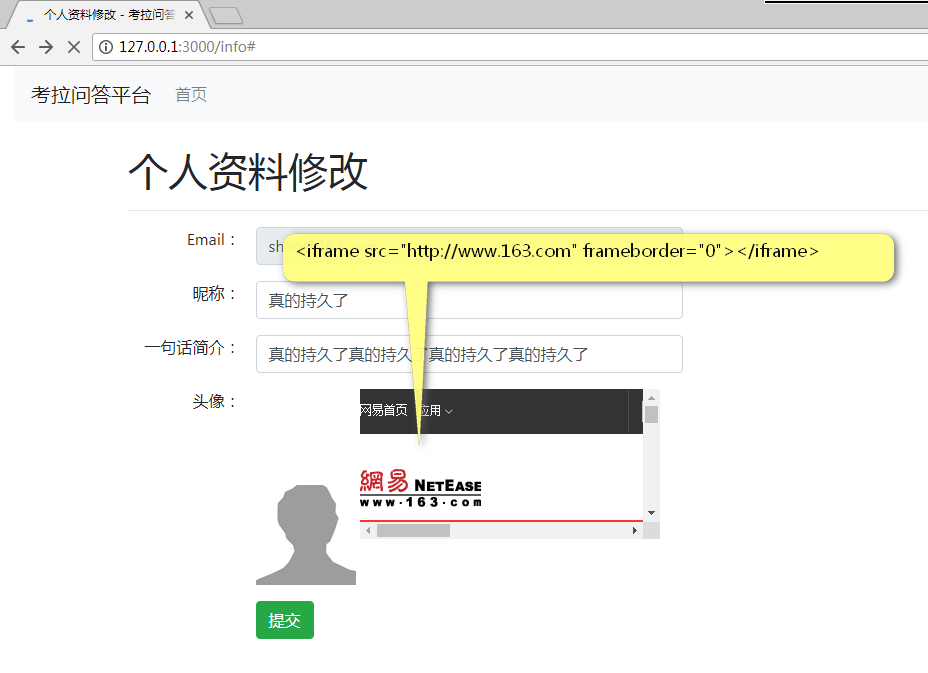 个人资料修改 - 考拉问答
127.0.0.1:3000/info#
考拉问答平台 首页
个人资料修改
Email：
sh
<iframe src="http://www.163.com" frameborder="0"></iframe>
昵称：
真的持久了
一句话简介：
真的持久了真的持久了真的持久了真的持久了
头像：
网易首页 应用
網易 NETEASE
www.163.com
提交